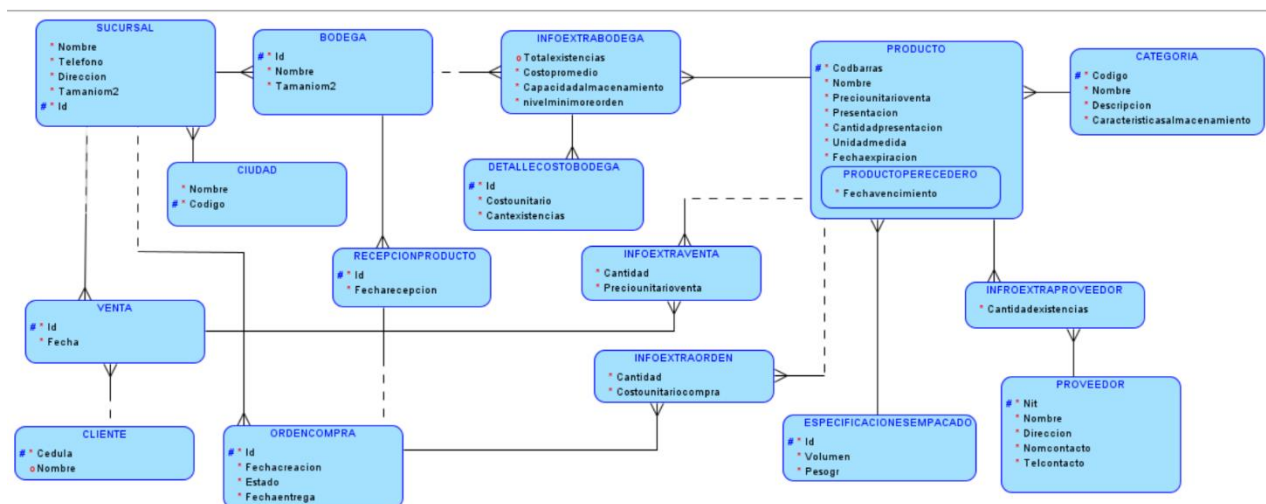 SUCURSAL
* Nombre
* Telefono
* Direccion
* Tamaniom2
# * Id
BODEGA
# * Id
* Nombre
* Tamaniom2
INFOEXTRABODEGA
o Totalexistencias
* Costopromedio
* Capacidadalmacenamiento
* nivelminimoreorden
PRODUCTO
# * Codbarras
* Nombre
* Preciounitarioventa
* Presentacion
* Cantidadpresentacion
* Unidadmedida
* Fechaexpiracion
PRODUCTOPERECEDERO
* Fechavencimiento
CATEGORIA
# * Codigo
* Nombre
* Descripcion
* Caracteristicasalmacenamiento
CIUDAD
* Nombre
# * Codigo
DETALLECOSTOBODEGA
# * Id
* Costounitario
* Cantexistencias
RECEPCIONPRODUCTO
# * Id
* Fecharecepcion
INFOEXTRAVENTA
* Cantidad
* Preciounitarioventa
INFROEXTRAPROVEEDOR
* Cantidadexistencias
VENTA
# * Id
* Fecha
INFOEXTRAORDEN
* Cantidad
* Costounitariocompra
CLIENTE
# * Cedula
o Nombre
ORDENCOMPRA
# * Id
* Fechacreacion
* Estado
* Fechaentrega
ESPECIFICACIONESEMPACADO
# * Id
* Volumen
* Pesogr
PROVEEDOR
# * Nit
* Nombre
* Direccion
* Nomcontacto
* Telcontacto